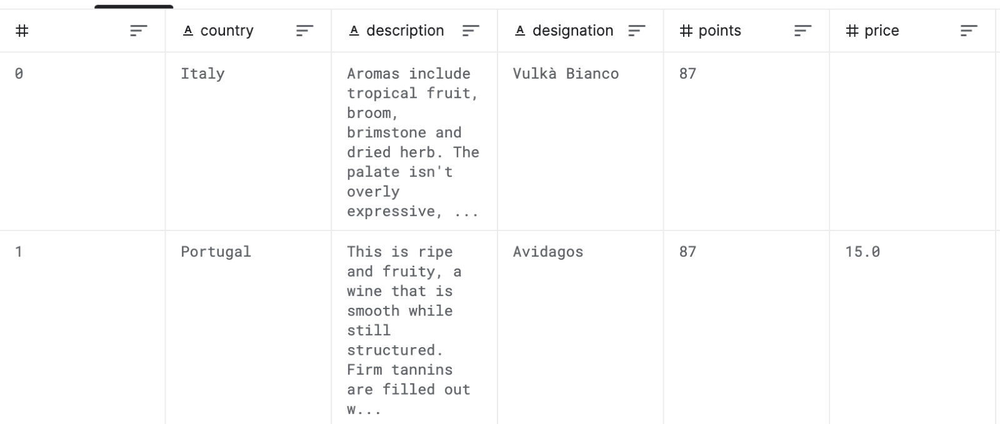 # country description designation # points # price
0 Italy Aromas include Vulkà Bianco 87
tropical fruit,
broom,
brimstone and
dried herb. The
palate isn't
overly
expressive, ...
1 Portugal This is ripe Avidagos 87 15.0
and fruity, a
wine that is
smooth while
still
structured.
Firm tannins
are filled out
w...